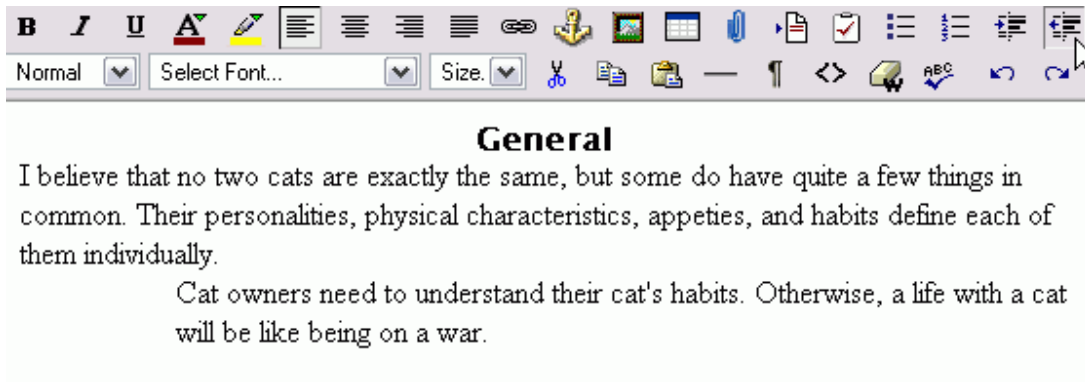 B I U A
Normal Select Font... Size. ABC
General
I believe that no two cats are exactly the same, but some do have quite a few things in
common. Their personalities, physical characteristics, appeties, and habits define each of
them individually.
Cat owners need to understand their cat's habits. Otherwise, a life with a cat
will be like being on a war.